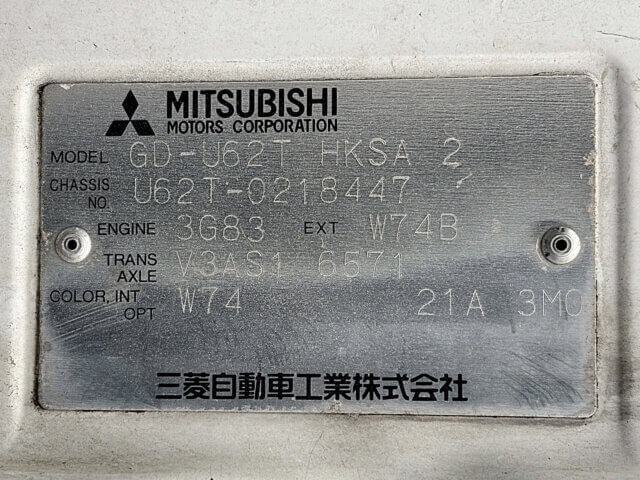 MITSUBISHI
MOTORS CORPORATION
MODEL GD-U62T HKSA 2
CHASSIS NO. U62T-0218447
ENGINE 3G83 EXT W74B
TRANS AXLE V3AS1 6571
COLOR, INT OPT W74 21A 3M0
三菱自動車工業株式会社